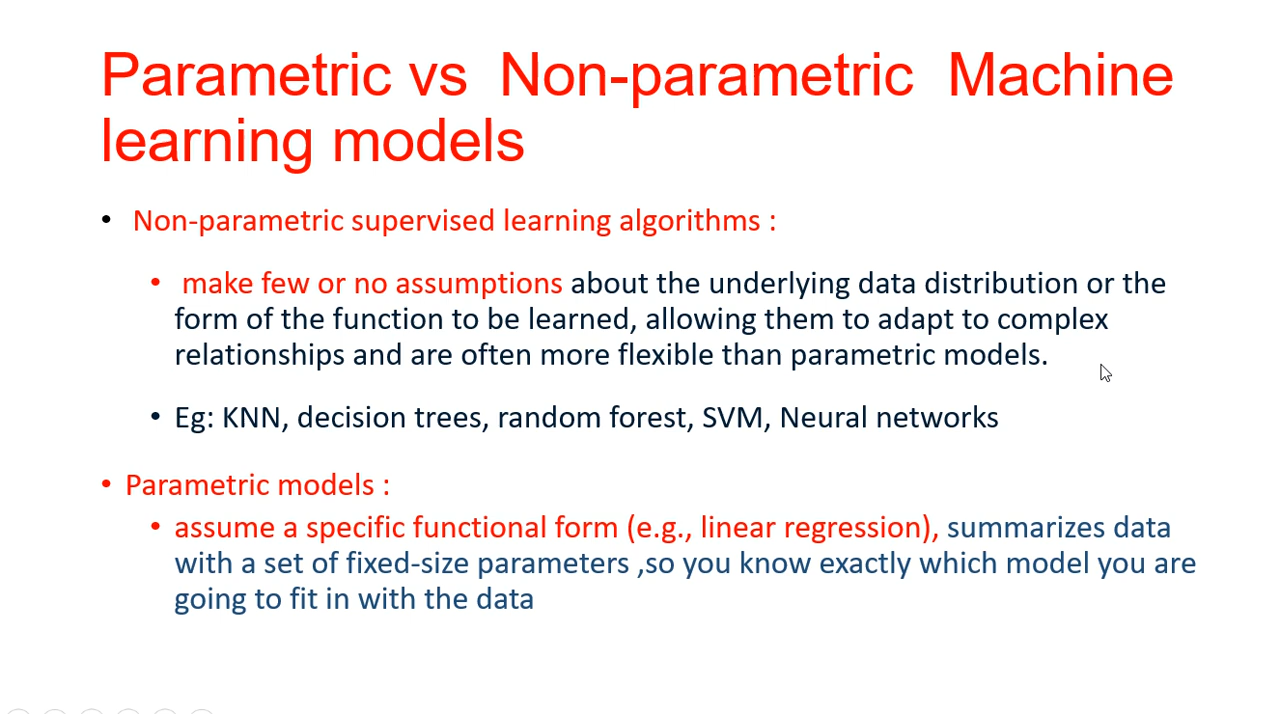 Parametric vs  Non-parametric  Machine
learning models
• Non-parametric supervised learning algorithms :
• make few or no assumptions about the underlying data distribution or the
form of the function to be learned, allowing them to adapt to complex
relationships and are often more flexible than parametric models.
• Eg: KNN, decision trees, random forest, SVM, Neural networks
• Parametric models :
• assume a specific functional form (e.g., linear regression), summarizes data
with a set of fixed-size parameters ,so you know exactly which model you are
going to fit in with the data